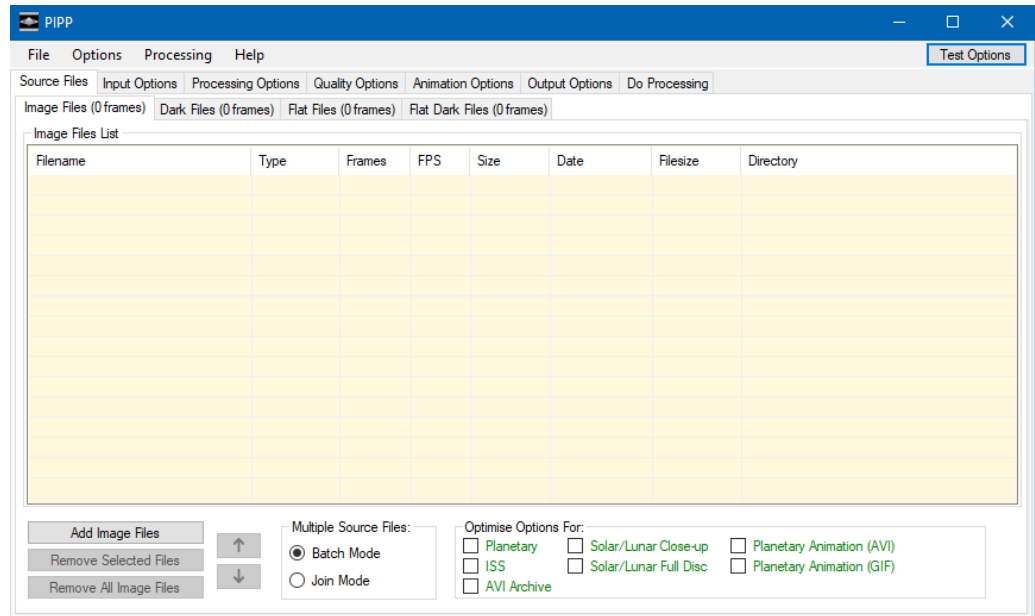 PIPP
File Options Processing Help Test Options
Source Files Input Options Processing Options Quality Options Animation Options Output Options Do Processing
Image Files (0 frames) Dark Files (0 frames) Flat Files (0 frames) Flat Dark Files (0 frames)
Image Files List
Filename Type Frames FPS Size Date Filesize Directory
Add Image Files
Remove Selected Files
Remove All Image Files
Multiple Source Files:
Batch Mode
Join Mode
Optimise Options For:
Planetary Solar/Lunar Close-up Planetary Animation (AVI)
ISS Solar/Lunar Full Disc Planetary Animation (GIF)
AVI Archive